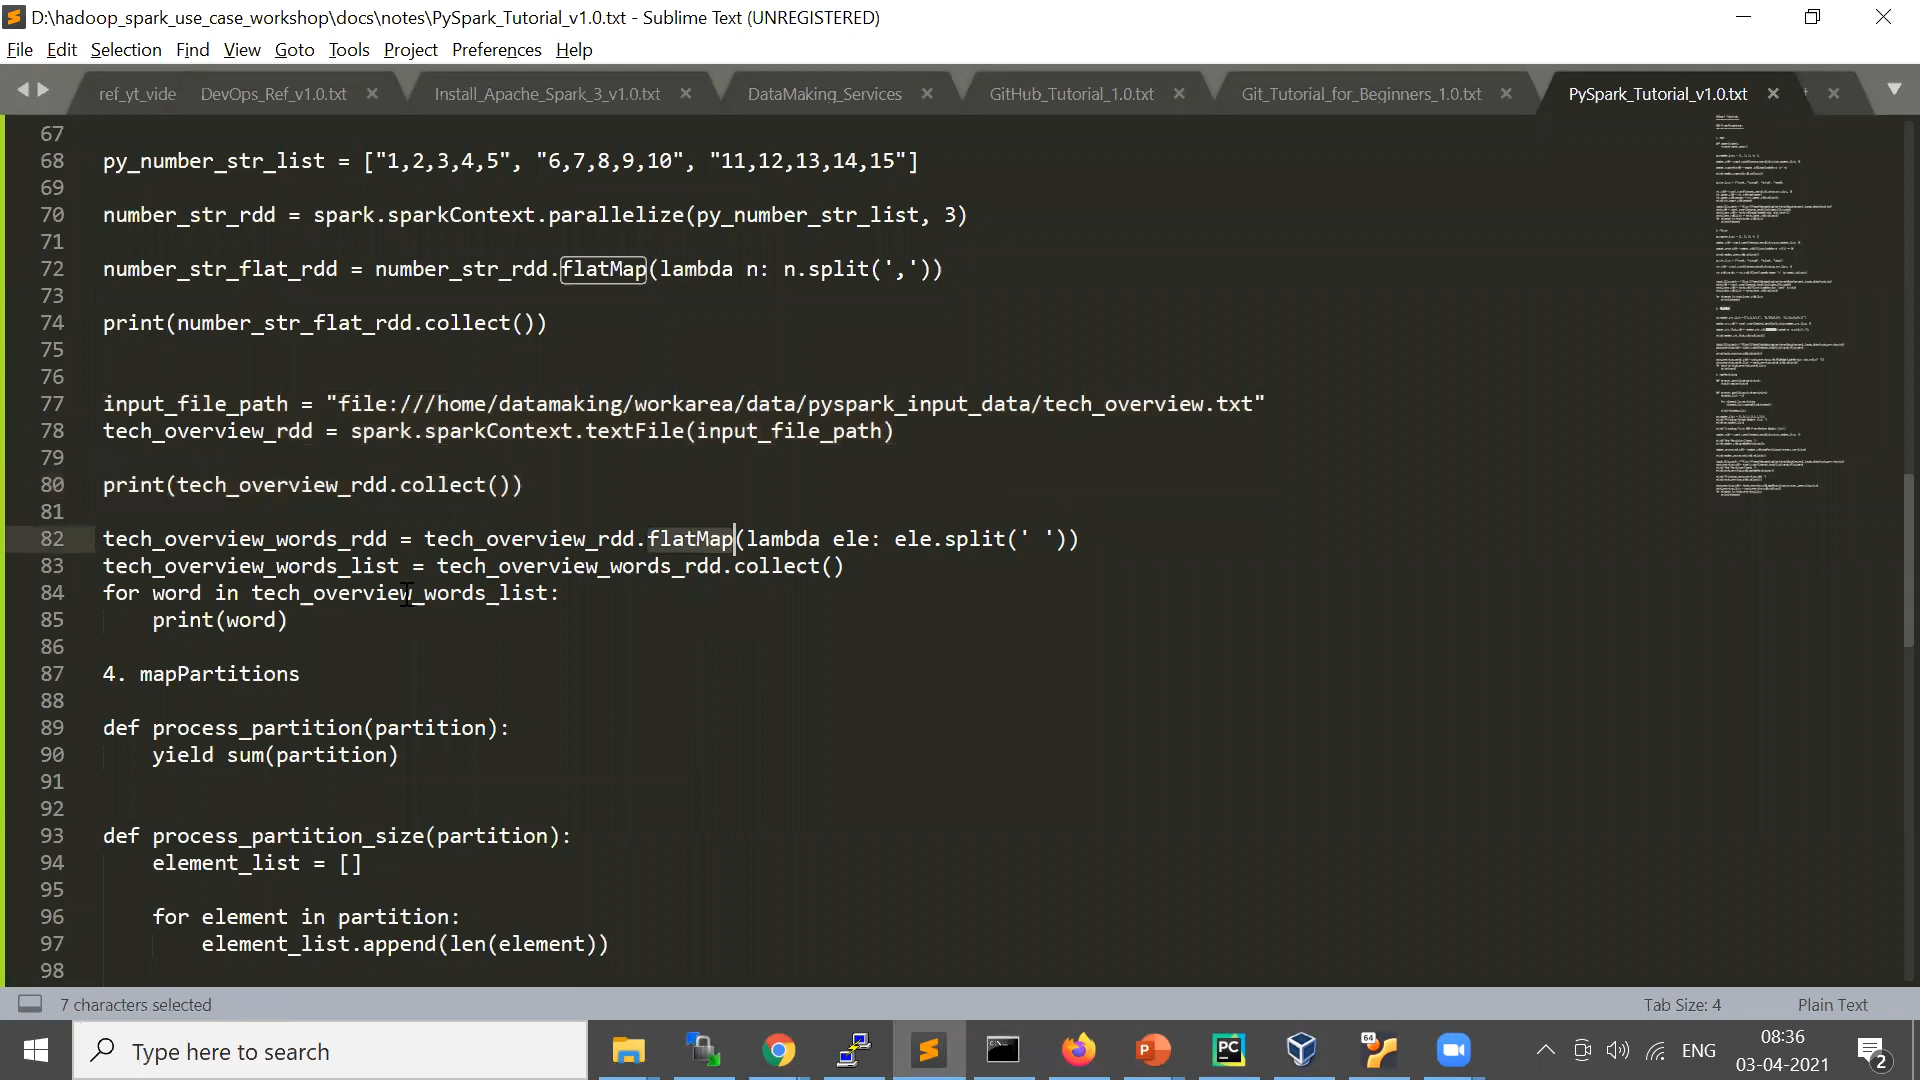 D:\hadoop_spark_use_case_workshop\docs\notes\PySpark_Tutorial_v1.0.txt - Sublime Text (UNREGISTERED)
File Edit Selection Find View Goto Tools Project Preferences Help
ref_yt_vide DevOps_Ref_v1.0.txt Install_Apache_Spark_3_v1.0.txt DataMaking_Services GitHub_Tutorial_1.0.txt Git_Tutorial_for_Beginners_1.0.txt PySpark_Tutorial_v1.0.txt
67
68 py_number_str_list = ["1,2,3,4,5", "6,7,8,9,10", "11,12,13,14,15"]
69
70 number_str_rdd = spark.sparkContext.parallelize(py_number_str_list, 3)
71
72 number_str_flat_rdd = number_str_rdd.flatMap(lambda n: n.split(','))
73
74 print(number_str_flat_rdd.collect())
75
76
77 input_file_path = "file:///home/datamaking/workarea/data/pyspark_input_data/tech_overview.txt"
78 tech_overview_rdd = spark.sparkContext.textFile(input_file_path)
79
80 print(tech_overview_rdd.collect())
81
82 tech_overview_words_rdd = tech_overview_rdd.flatMap(lambda ele: ele.split(' '))
83 tech_overview_words_list = tech_overview_words_rdd.collect()
84 for word in tech_overview_words_list:
85 print(word)
86
87 4. mapPartitions
88
89 def process_partition(partition):
90 yield sum(partition)
91
92
93 def process_partition_size(partition):
94 element_list = []
95
96 for element in partition:
97 element_list.append(len(element))
98
7 characters selected Tab Size: 4 Plain Text
Type here to search
PC
64
ENG
08:36
03-04-2021
2